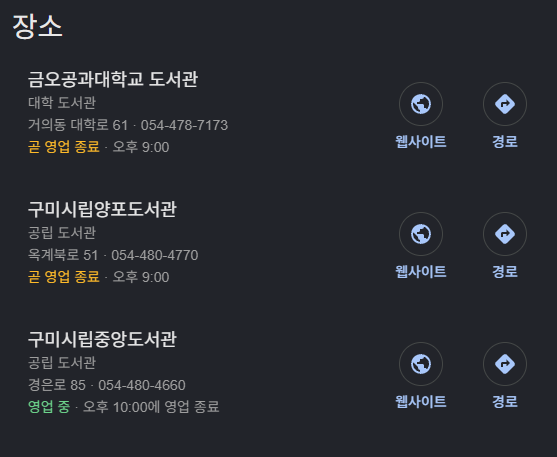 장소
금오공과대학교 도서관
대학 도서관
거의동 대학로 61 · 054-478-7173
곧 영업 종료 · 오후 9:00
웹사이트
경로
구미시립양포도서관
공립 도서관
옥계북로 51 · 054-480-4770
곧 영업 종료 · 오후 9:00
웹사이트
경로
구미시립중앙도서관
공립 도서관
경은로 85 · 054-480-4660
영업 중 · 오후 10:00에 영업 종료
웹사이트
경로